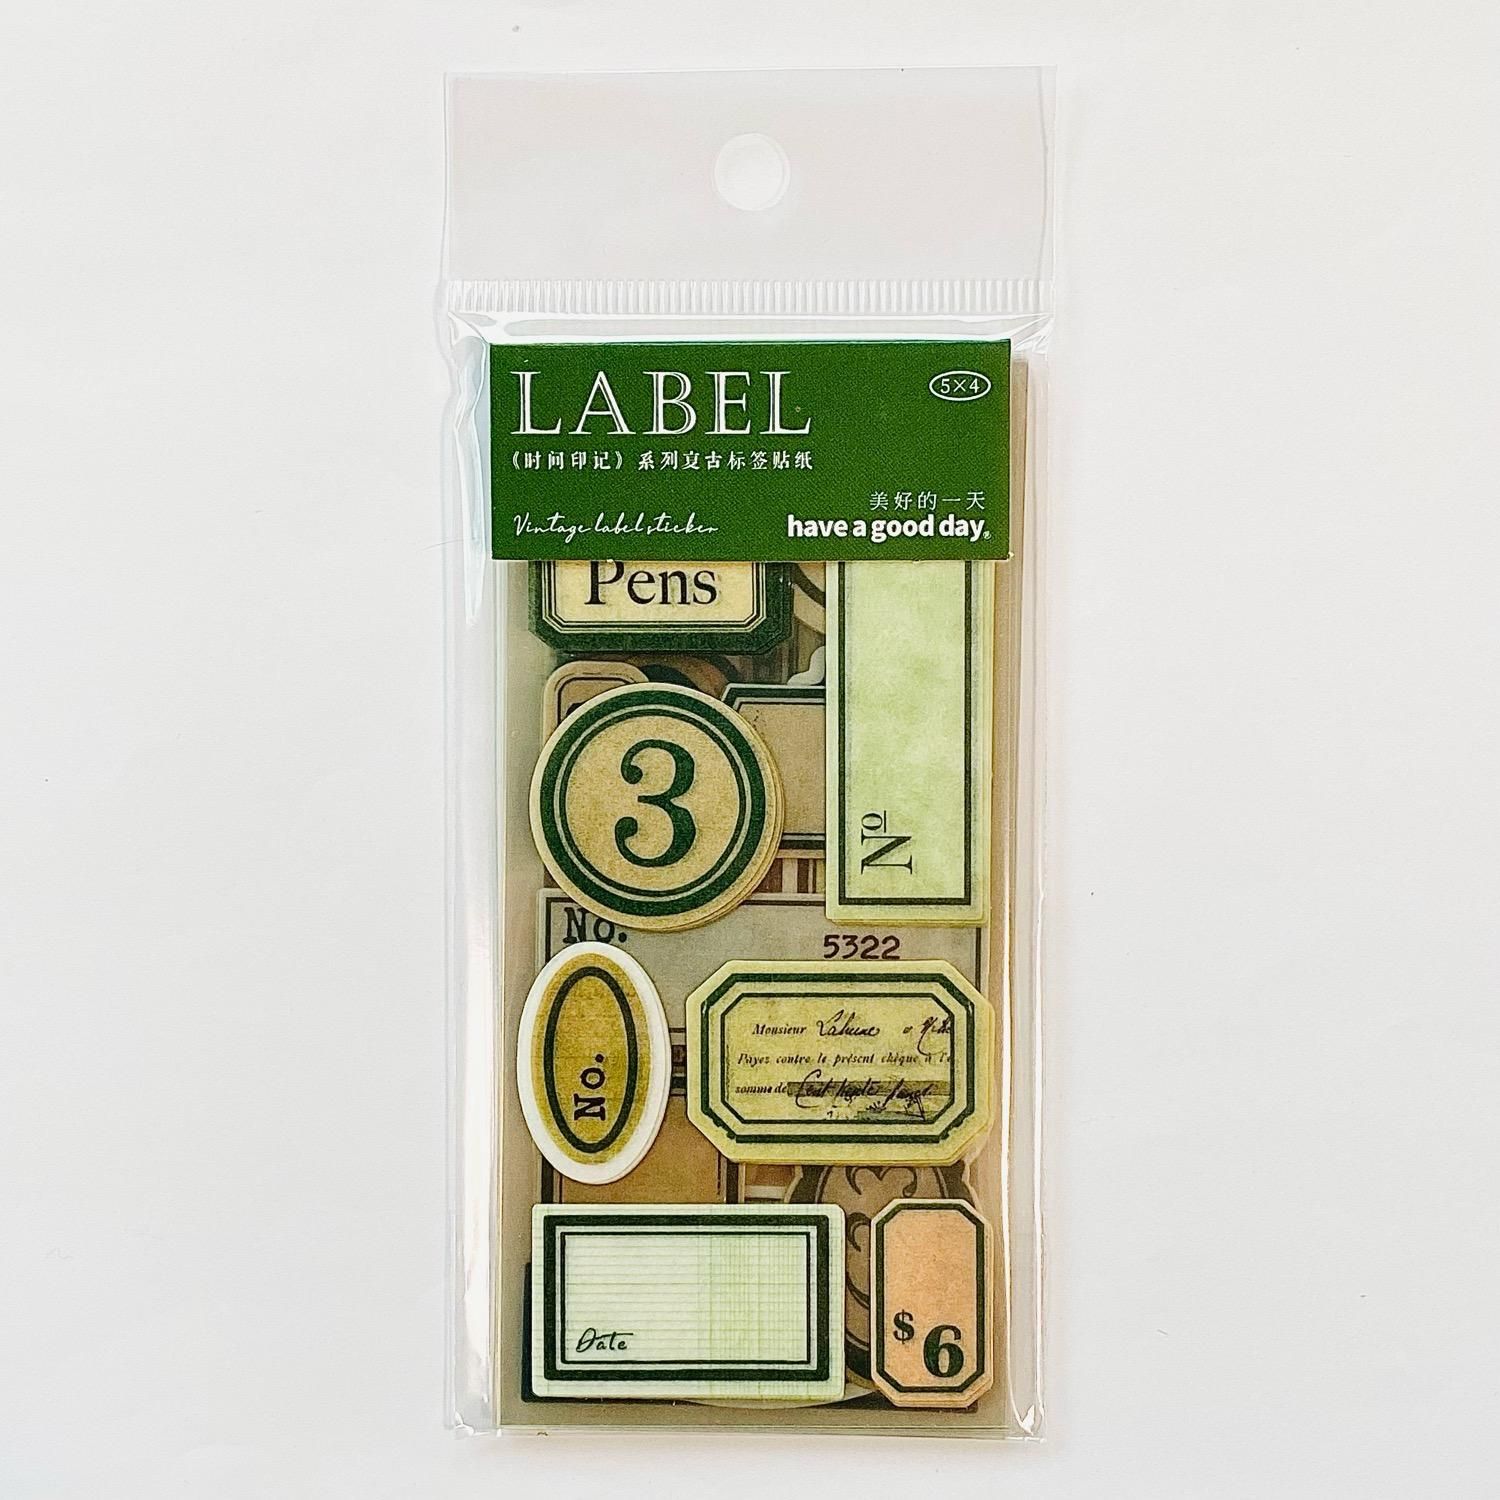 LABEL
5×4
《时间印记》系列复古标签贴纸
美好的一天
Vintage label sticker
have a good day®
Pens
3
Nº
No.
5322
No.
Monsieur
Payez contre le présent chèque à l'o
somme de
Date
$6